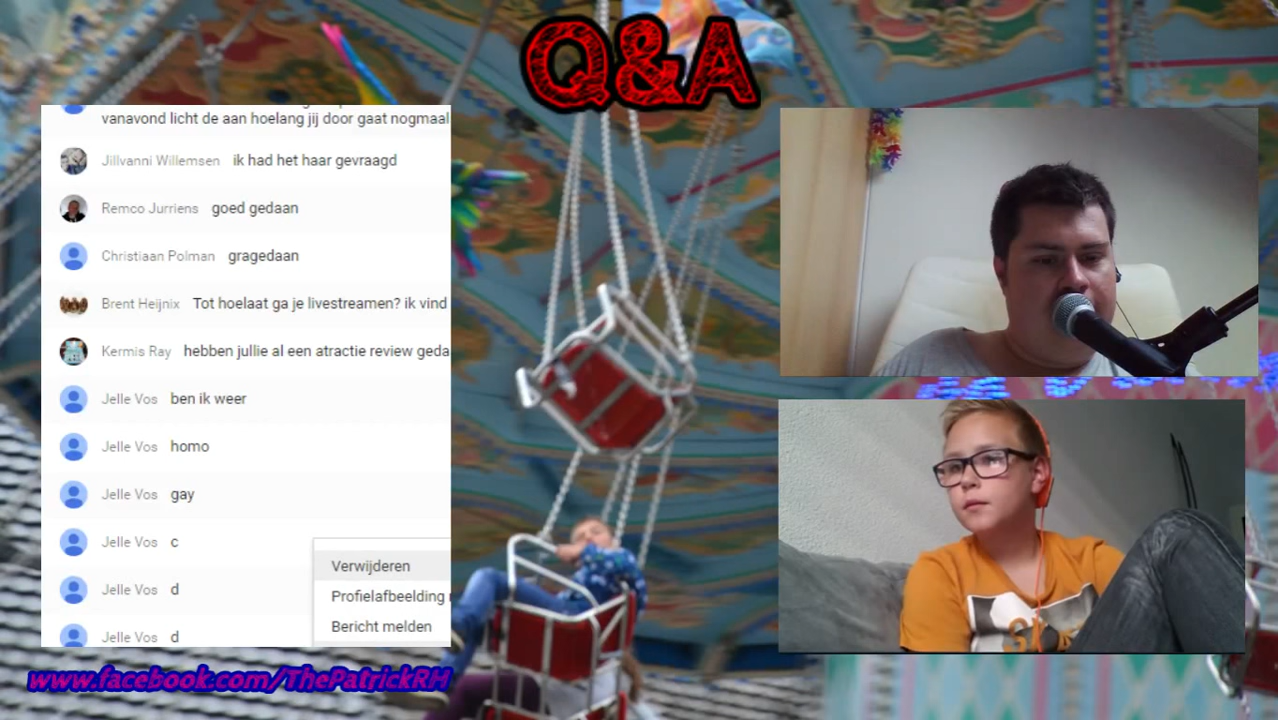 Q&A
vanavond licht de aan hoelang jij door gaat nogmaal
Jillvanni Willemsen ik had het haar gevraagd
Remco Jurriens goed gedaan
Christiaan Polman gragedaan
Brent Heijnix Tot hoelaat ga je livestreamen? ik vind
Kermis Ray hebben jullie al een atractie review geda
Jelle Vos ben ik weer
Jelle Vos homo
Jelle Vos gay
Jelle Vos c
Jelle Vos d
Jelle Vos d
Verwijderen
Profielafbeelding
Bericht melden
www.facebook.com/ThePatrickRH